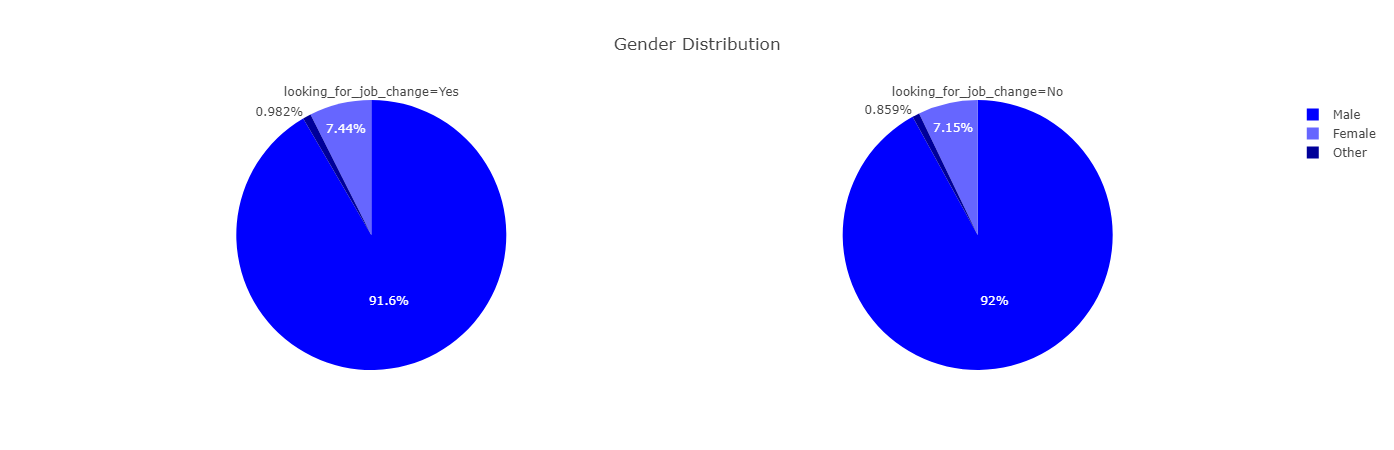 Gender Distribution
looking_for_job_change=Yes
0.982%
7.44%
91.6%
looking_for_job_change=No
0.859%
7.15%
92%
Male
Female
Other